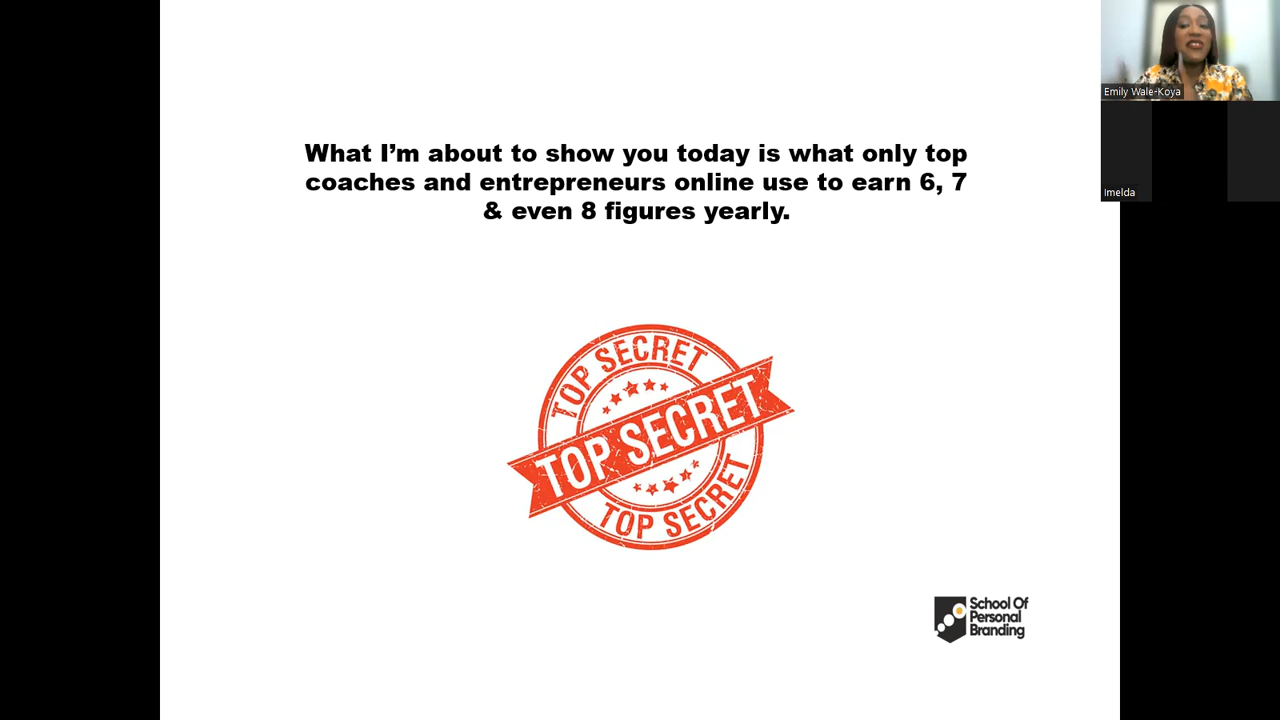 What I'm about to show you today is what only top
coaches and entrepreneurs online use to earn 6, 7
& even 8 figures yearly.
TOP SECRET
TOP SECRET
TOP SECRET
School Of
Personal
Branding
Emily Wale-Koya
Imelda